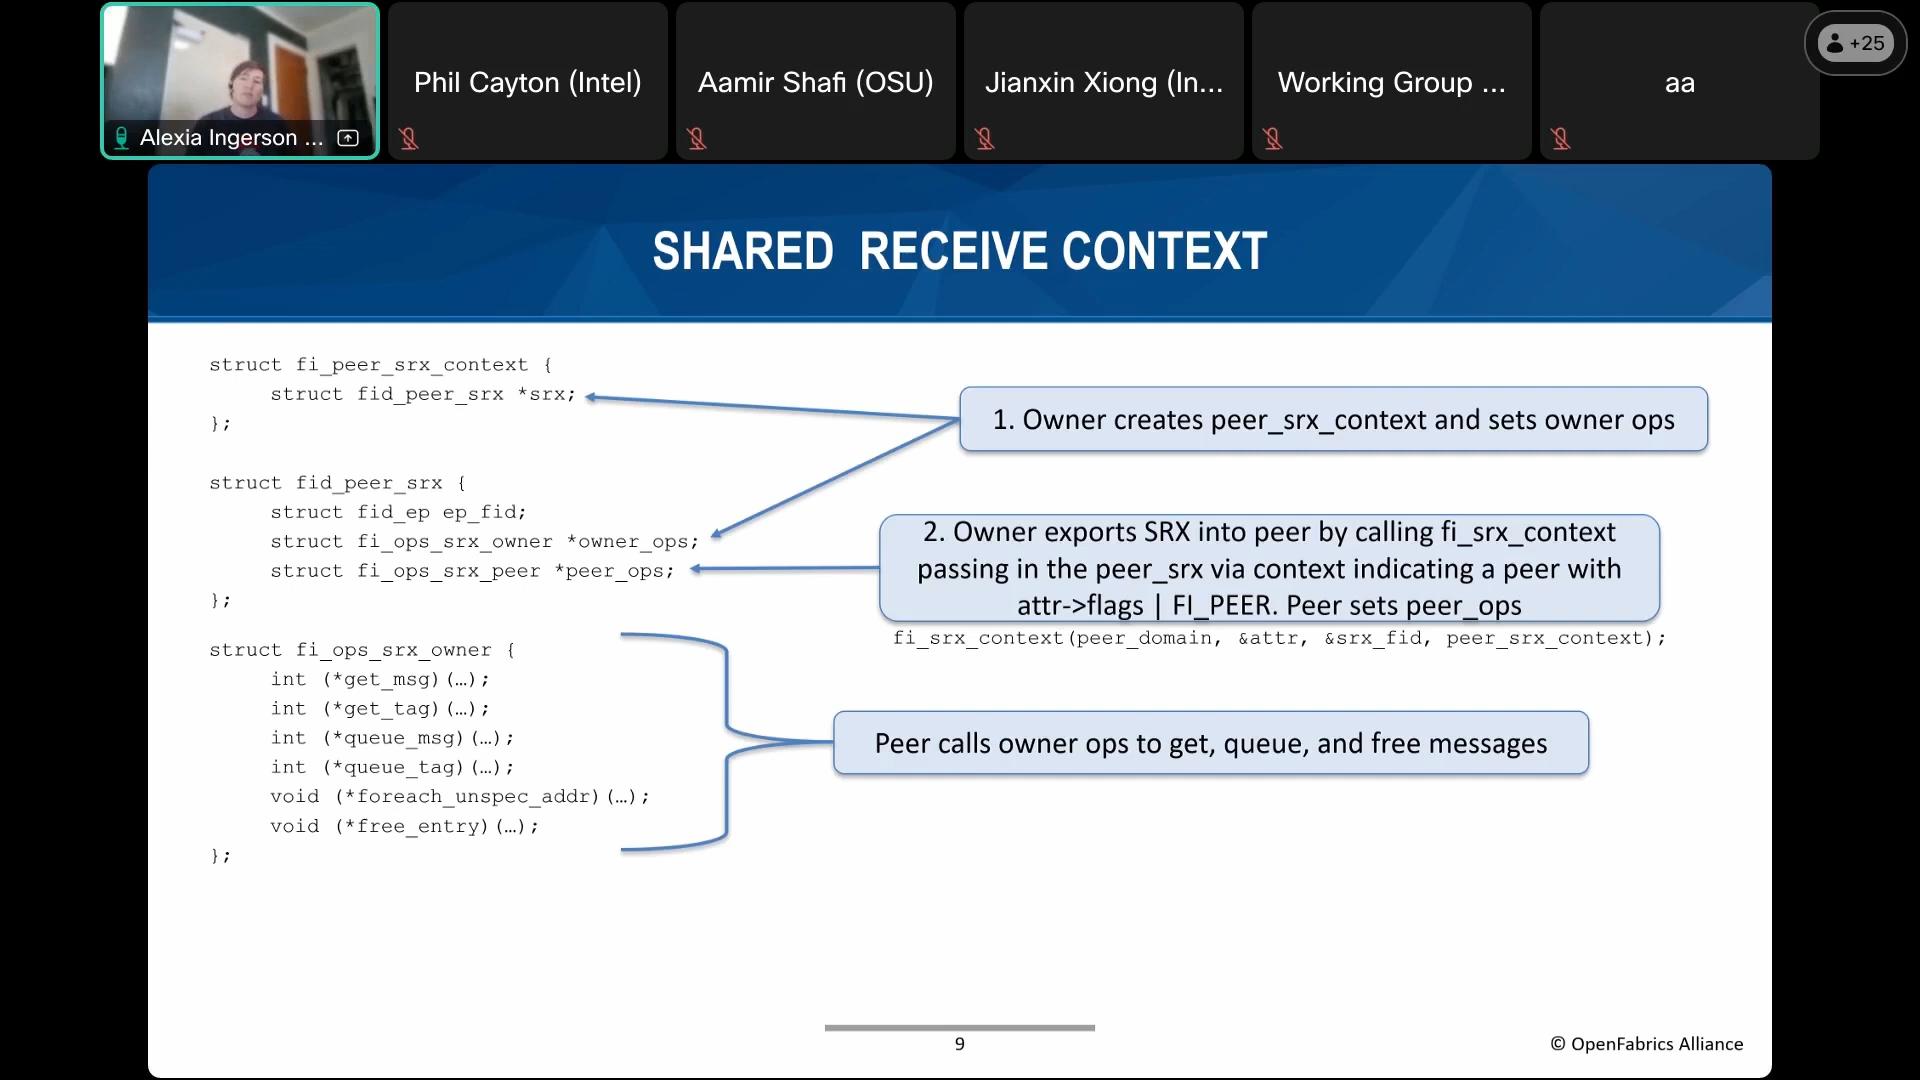 Alexia Ingerson ...
Phil Cayton (Intel)
Aamir Shafi (OSU)
Jianxin Xiong (In...
Working Group ...
aa
+25
SHARED RECEIVE CONTEXT
struct fi_peer_srx_context {
struct fid_peer_srx *srx;
};
struct fid_peer_srx {
struct fid_ep ep_fid;
struct fi_ops_srx_owner *owner_ops;
struct fi_ops_srx_peer *peer_ops;
};
struct fi_ops_srx_owner {
int (*get_msg)(…);
int (*get_tag)(…);
int (*queue_msg)(…);
int (*queue_tag)(…);
void (*foreach_unspec_addr)(…);
void (*free_entry)(…);
};
1. Owner creates peer_srx_context and sets owner ops
2. Owner exports SRX into peer by calling fi_srx_context
passing in the peer_srx via context indicating a peer with
attr->flags | FI_PEER. Peer sets peer_ops
fi_srx_context(peer_domain, &attr, &srx_fid, peer_srx_context);
Peer calls owner ops to get, queue, and free messages
9
© OpenFabrics Alliance